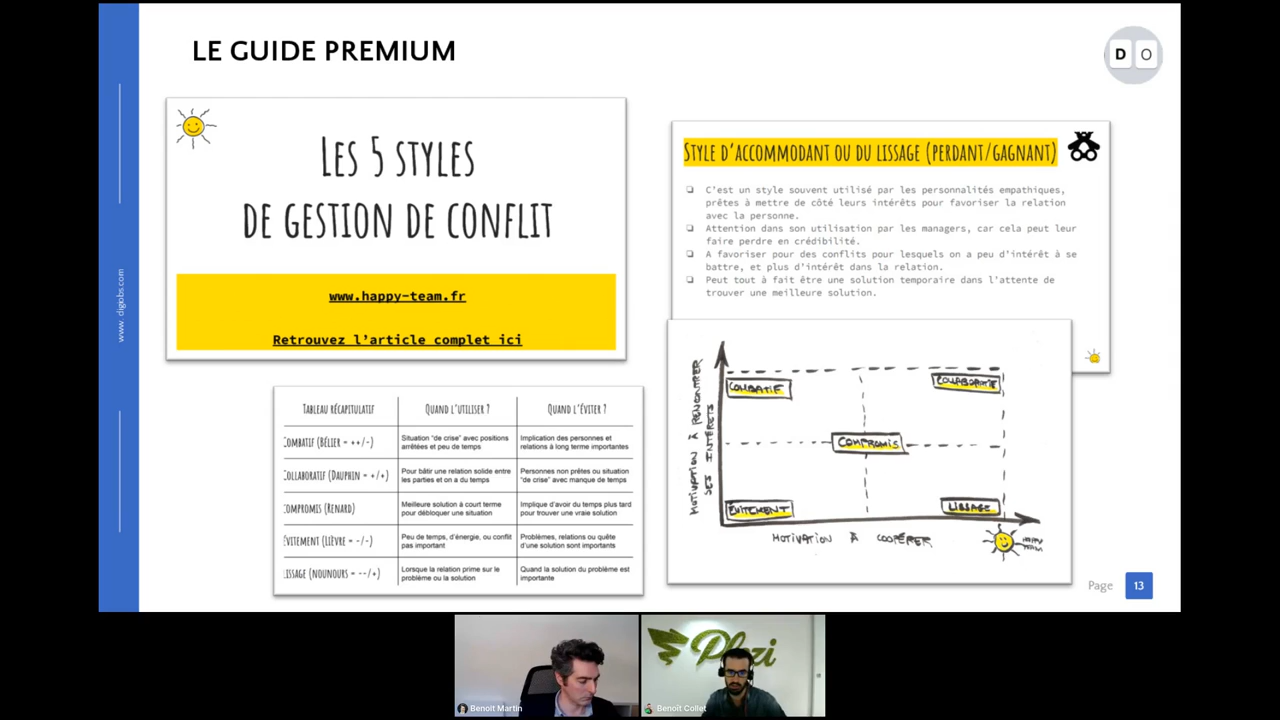 LE GUIDE PREMIUM
D O
www.digjobs.com
LES 5 STYLES
DE GESTION DE CONFLIT
www.happy-team.fr
Retrouvez l'article complet ici
STYLE D'ACCOMMODANT OU DU LISSAGE (PERDANT/GAGNANT)
C'est un style souvent utilisé par les personnalités empathiques,
prêtes à mettre de côté leurs intérêts pour favoriser la relation
avec la personne.
Attention dans son utilisation par les managers, car cela peut leur
faire perdre en crédibilité.
A favoriser pour des conflits pour lesquels on a peu d'intérêt à se
battre, et plus d'intérêt dans la relation.
Peut tout à fait être une solution temporaire dans l'attente de
trouver une meilleure solution.
TABLEAU RÉCAPITULATIF QUAND L'UTILISER ? QUAND L'ÉVITER ?
COMBATIF (BÉLIER = ++/-) Situation "de crise" avec positions Implication des personnes et
arrêtées et peu de temps relations à long terme importantes
COLLABORATIF (DAUPHIN = +/+) Pour bâtir une relation solide entre Personnes non prêtes ou situation
les parties et on a du temps "de crise" avec manque de temps
COMPROMIS (RENARD) Meilleure solution à court terme Implique d'avoir du temps plus tard
pour débloquer une situation pour trouver une vraie solution
ÉVITEMENT (LIÈVRE = -/-) Peu de temps, d'énergie, ou conflit Problèmes, relations ou quête
pas important d'une solution sont importants
LISSAGE (NOUNOURS = --/+) Lorsque la relation prime sur le Quand la solution du problème est
problème ou la solution importante
MOTIVATION À RENCONTRER
SES INTÉRÊTS
COMBATIF
COLLABORATIF
COMPROMIS
ÉVITEMENT
LISSAGE
MOTIVATION À COOPÉRER
HAPPY
TEAM
Page 13
Plezi
Benoit Martin
Benoît Collet